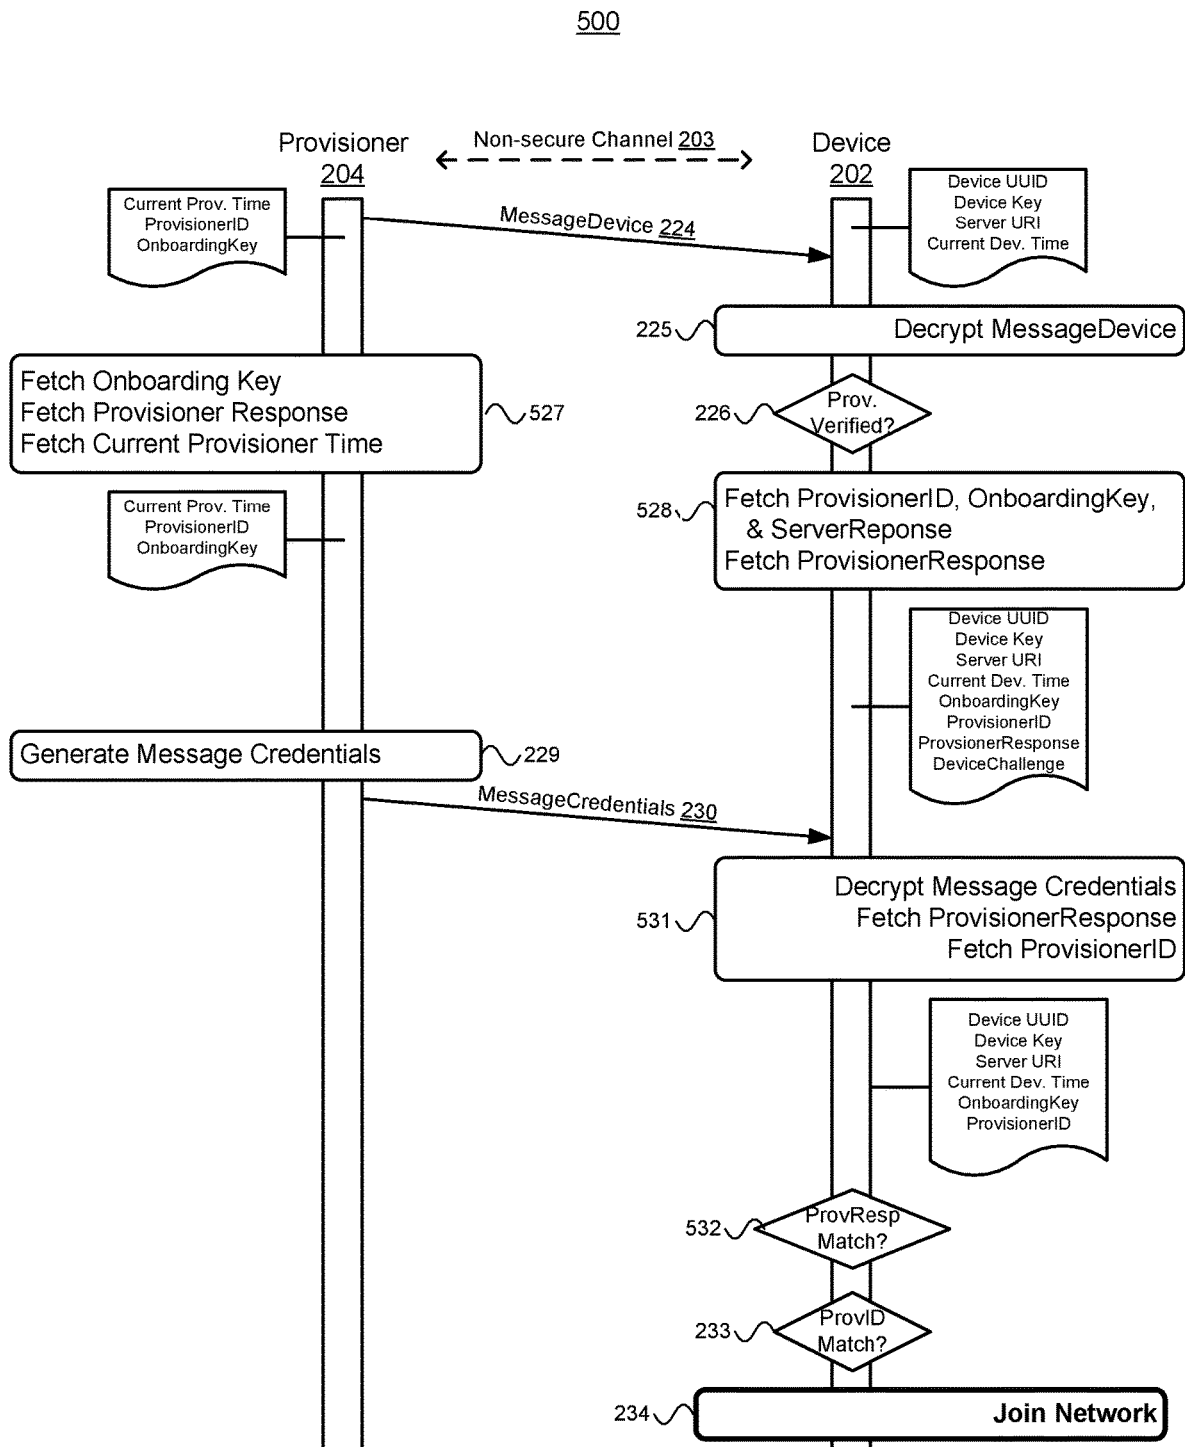 500
Non-secure Channel 203
Provisioner
204
Device
202
Current Prov. Time
ProvisionerID
OnboardingKey
MessageDevice 224
Device UUID
Device Key
Server URI
Current Dev. Time
225
Decrypt MessageDevice
Fetch Onboarding Key
Fetch Provisioner Response
Fetch Current Provisioner Time
527
226
Prov.
Verified?
Current Prov. Time
ProvisionerID
OnboardingKey
528
Fetch ProvisionerID, OnboardingKey,
& ServerReponse
Fetch ProvisionerResponse
Device UUID
Device Key
Server URI
Current Dev. Time
OnboardingKey
ProvisionerID
ProvsionerResponse
DeviceChallenge
Generate Message Credentials
229
MessageCredentials 230
531
Decrypt Message Credentials
Fetch ProvisionerResponse
Fetch ProvisionerID
Device UUID
Device Key
Server URI
Current Dev. Time
OnboardingKey
ProvisionerID
532
ProvResp
Match?
233
ProvID
Match?
234
Join Network